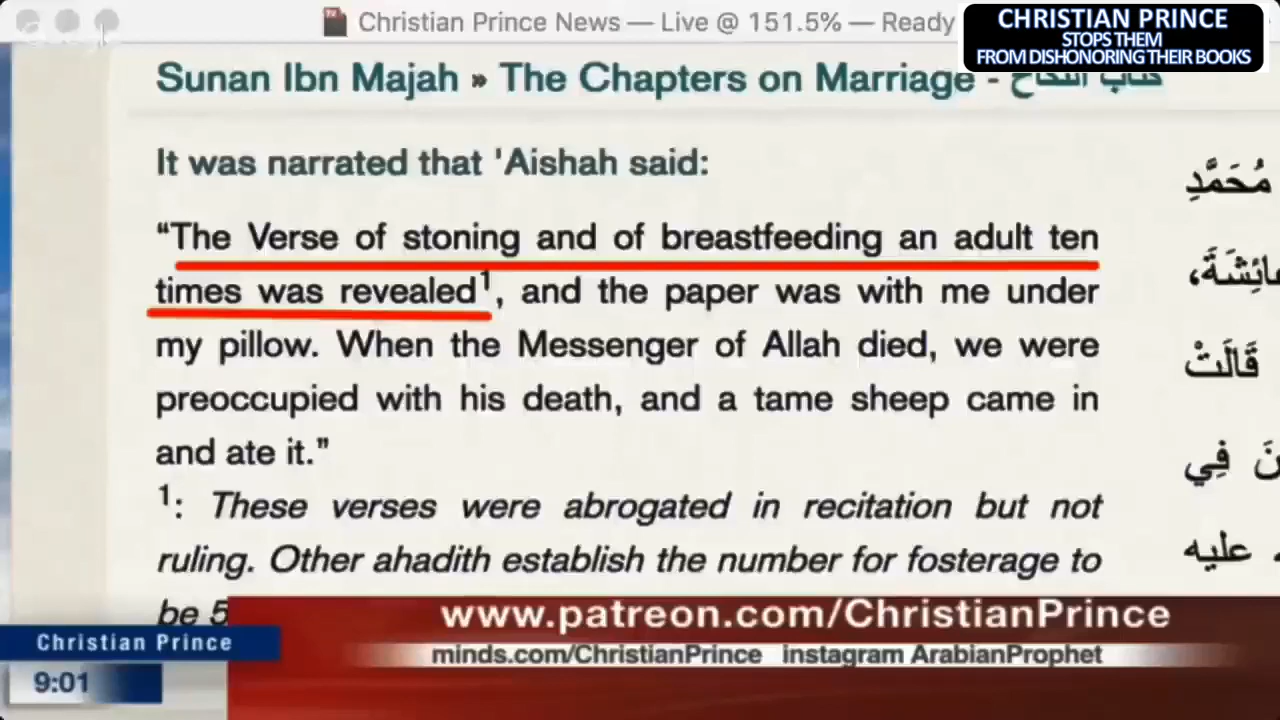 Christian Prince News — Live @ 151.5% — Ready
CHRISTIAN PRINCE
STOPS THEM
FROM DISHONORING THEIR BOOKS
Sunan Ibn Majah » The Chapters on Marriage - كتاب النكاح
It was narrated that 'Aishah said:
“The Verse of stoning and of breastfeeding an adult ten
times was revealed¹, and the paper was with me under
my pillow. When the Messenger of Allah died, we were
preoccupied with his death, and a tame sheep came in
and ate it.”
¹: These verses were abrogated in recitation but not
ruling. Other ahadith establish the number for fosterage to
be 5
مُحَمَّدِ
عَائِشَةَ،
قَالَتْ
فِي
عليه
www.patreon.com/ChristianPrince
Christian Prince
minds.com/ChristianPrince instagram ArabianProphet
9:01